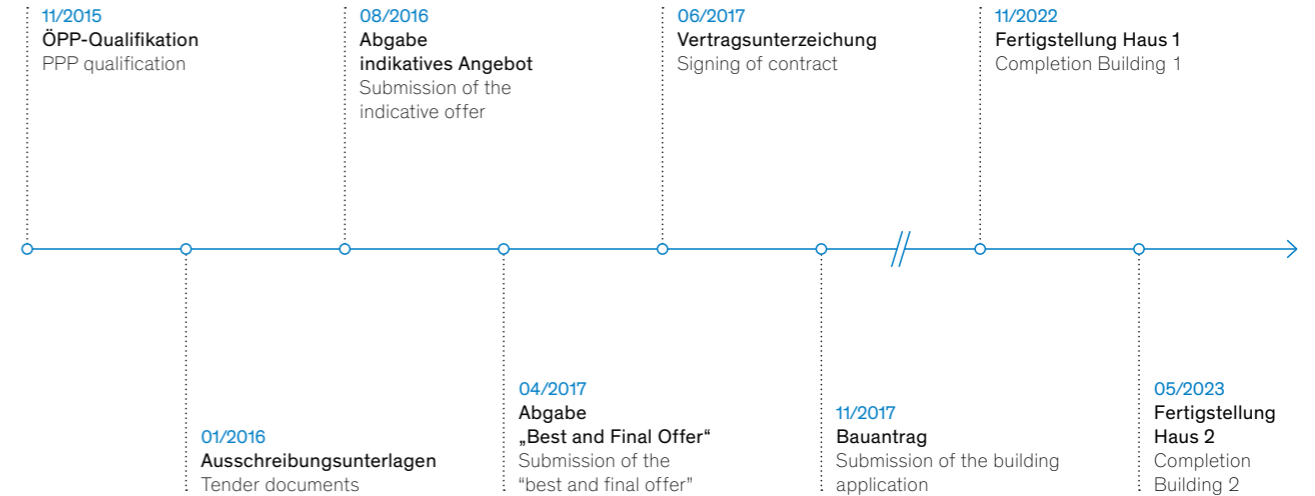 11/2015
ÖPP-Qualifikation
PPP qualification
08/2016
Abgabe
indikatives Angebot
Submission of the
indicative offer
06/2017
Vertragsunterzeichung
Signing of contract
11/2022
Fertigstellung Haus 1
Completion Building 1
01/2016
Ausschreibungsunterlagen
Tender documents
04/2017
Abgabe
„Best and Final Offer“
Submission of the
“best and final offer”
11/2017
Bauantrag
Submission of the building
application
05/2023
Fertigstellung
Haus 2
Completion
Building 2